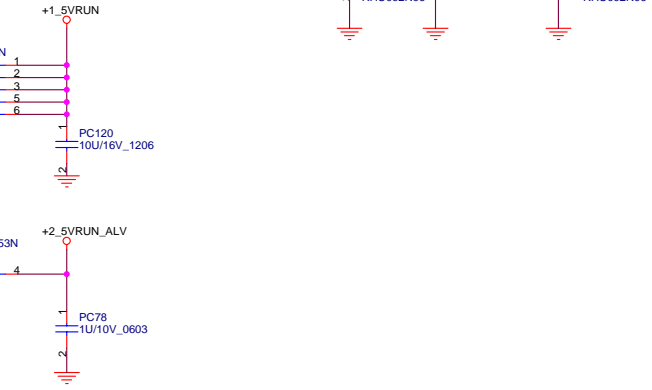 +1_5VRUN
N
1
2
3
5
6
1
PC120
10U/16V_1206
2
+2_5VRUN_ALV
53N
4
1
PC78
1U/10V_0603
2